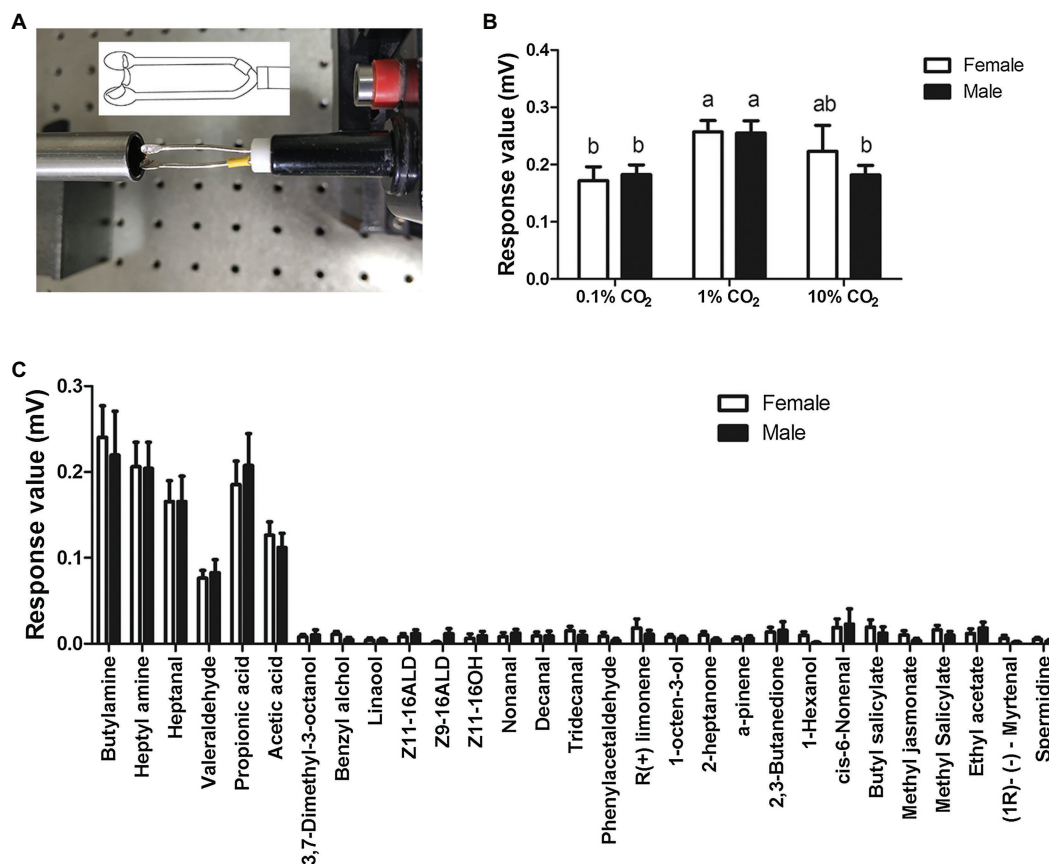 A
B
Response value (mV)
0.4
0.3
0.2
0.1
0.0
b
b
a
a
ab
b
Female
Male
0.1% CO₂
1% CO₂
10% CO₂
C
Response value (mV)
0.3
0.2
0.1
0.0
Female
Male
Butylamine
Heptyl amine
Heptanal
Valeraldehyde
Propionic acid
Acetic acid
3,7-Dimethyl-3-octanol
Benzyl alchol
Linaool
Z11-16ALD
Z9-16ALD
Z11-16OH
Nonanal
Decanal
Tridecanal
Phenylacetaldehyde
R(+) limonene
1-octen-3-ol
2-heptanone
a-pinene
2,3-Butanedione
1-Hexanol
cis-6-Nonenal
Butyl salicylate
Methyl jasmonate
Methyl Salicylate
Ethyl acetate
(1R)- (-) - Myrtenal
Spermidine